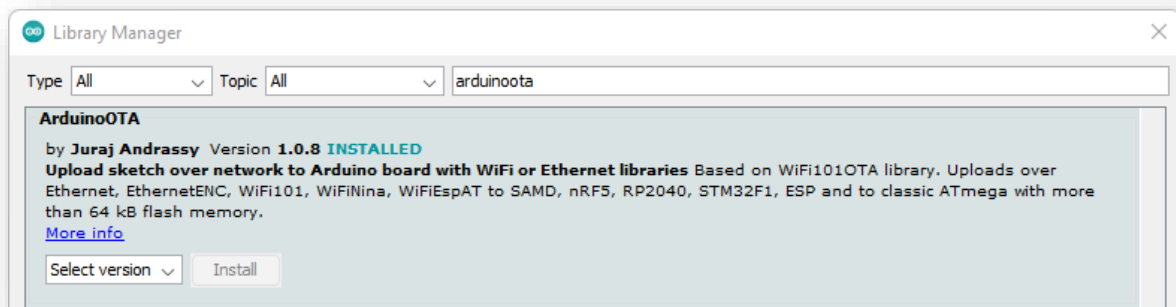 Library Manager
Type All Topic All arduinoota
ArduinoOTA
by Juraj Andrassy Version 1.0.8 INSTALLED
Upload sketch over network to Arduino board with WiFi or Ethernet libraries Based on WiFi101OTA library. Uploads over
Ethernet, EthernetENC, WiFi101, WiFiNina, WiFiEspAT to SAMD, nRF5, RP2040, STM32F1, ESP and to classic ATmega with more
than 64 kB flash memory.
More info
Select version Install